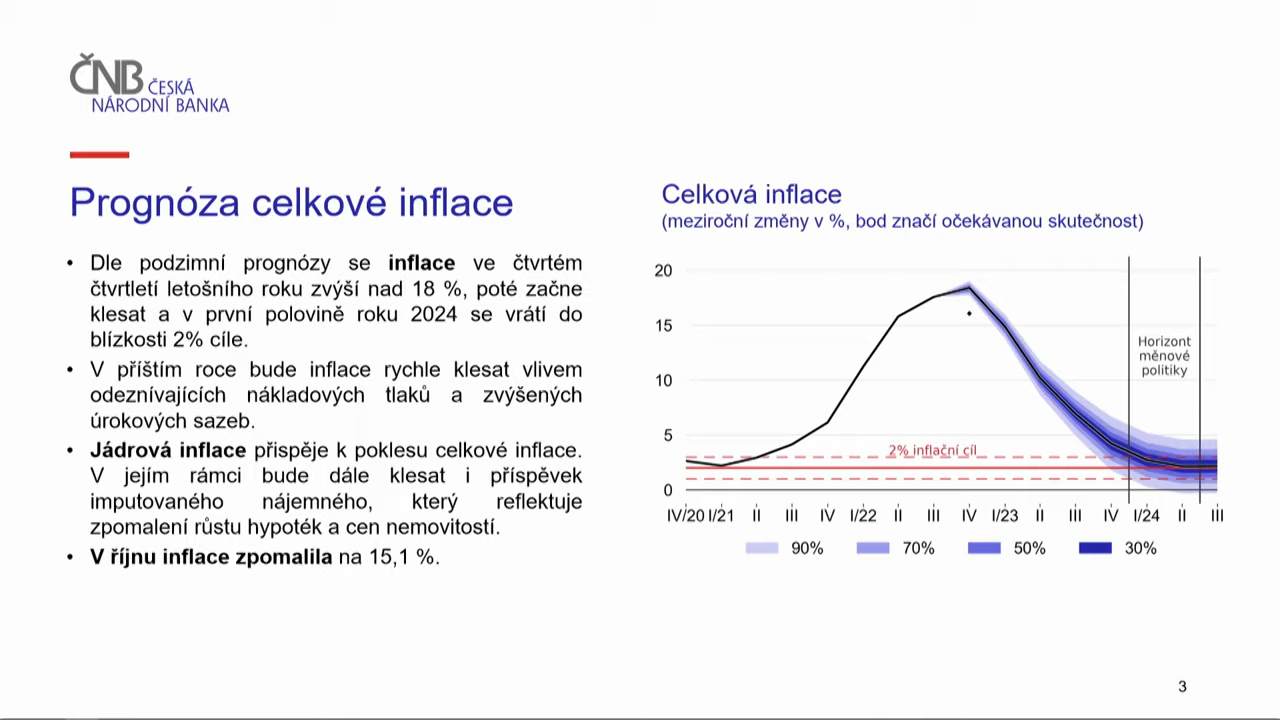 ČNB ČESKÁ
NÁRODNÍ BANKA
Prognóza celkové inflace
• Dle podzimní prognózy se inflace ve čtvrtém
čtvrtletí letošního roku zvýší nad 18 %, poté začne
klesat a v první polovině roku 2024 se vrátí do
blízkosti 2% cíle.
• V příštím roce bude inflace rychle klesat vlivem
odeznívajících nákladových tlaků a zvýšených
úrokových sazeb.
• Jádrová inflace přispěje k poklesu celkové inflace.
V jejím rámci bude dále klesat i příspěvek
imputovaného nájemného, který reflektuje
zpomalení růstu hypoték a cen nemovitostí.
• V říjnu inflace zpomalila na 15,1 %.
Celková inflace
(meziroční změny v %, bod značí očekávanou skutečnost)
20
15
10
5
0
Horizont
měnové
politiky
2% inflační cíl
IV/20 I/21 II III IV I/22 II III IV I/23 II III IV I/24 II III
90% 70% 50% 30%
3